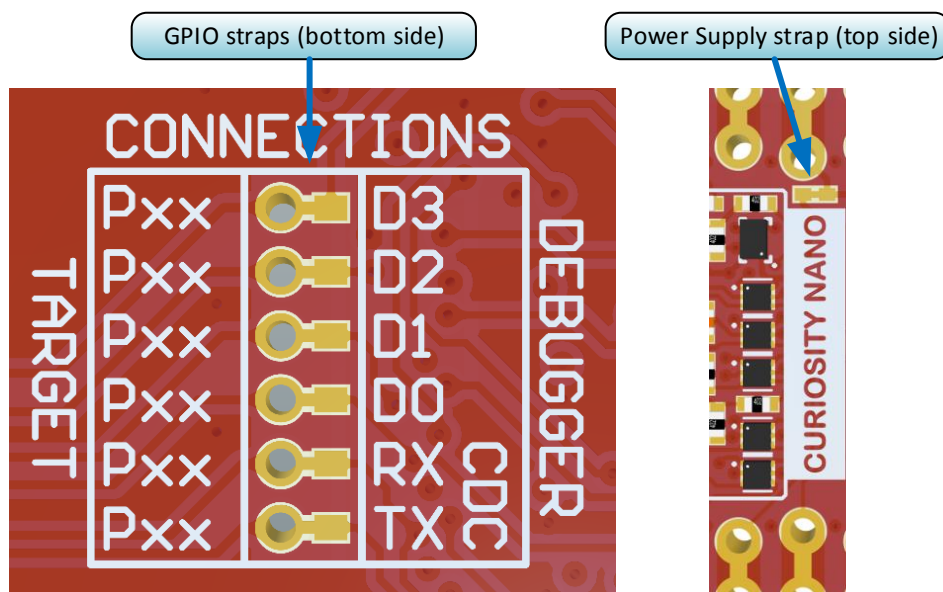 GPIO straps (bottom side)
Power Supply strap (top side)
CONNECTIONS
Pxx D3
Pxx D2
Pxx D1
Pxx D0
Pxx RX
Pxx TX
TARGET
DEBUGGER
CDC
CURIOSITY NANO